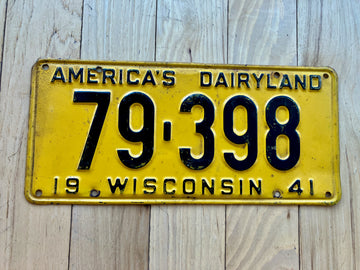 AMERICA'S DAIRYLAND
79-398
19 WISCONSIN 41